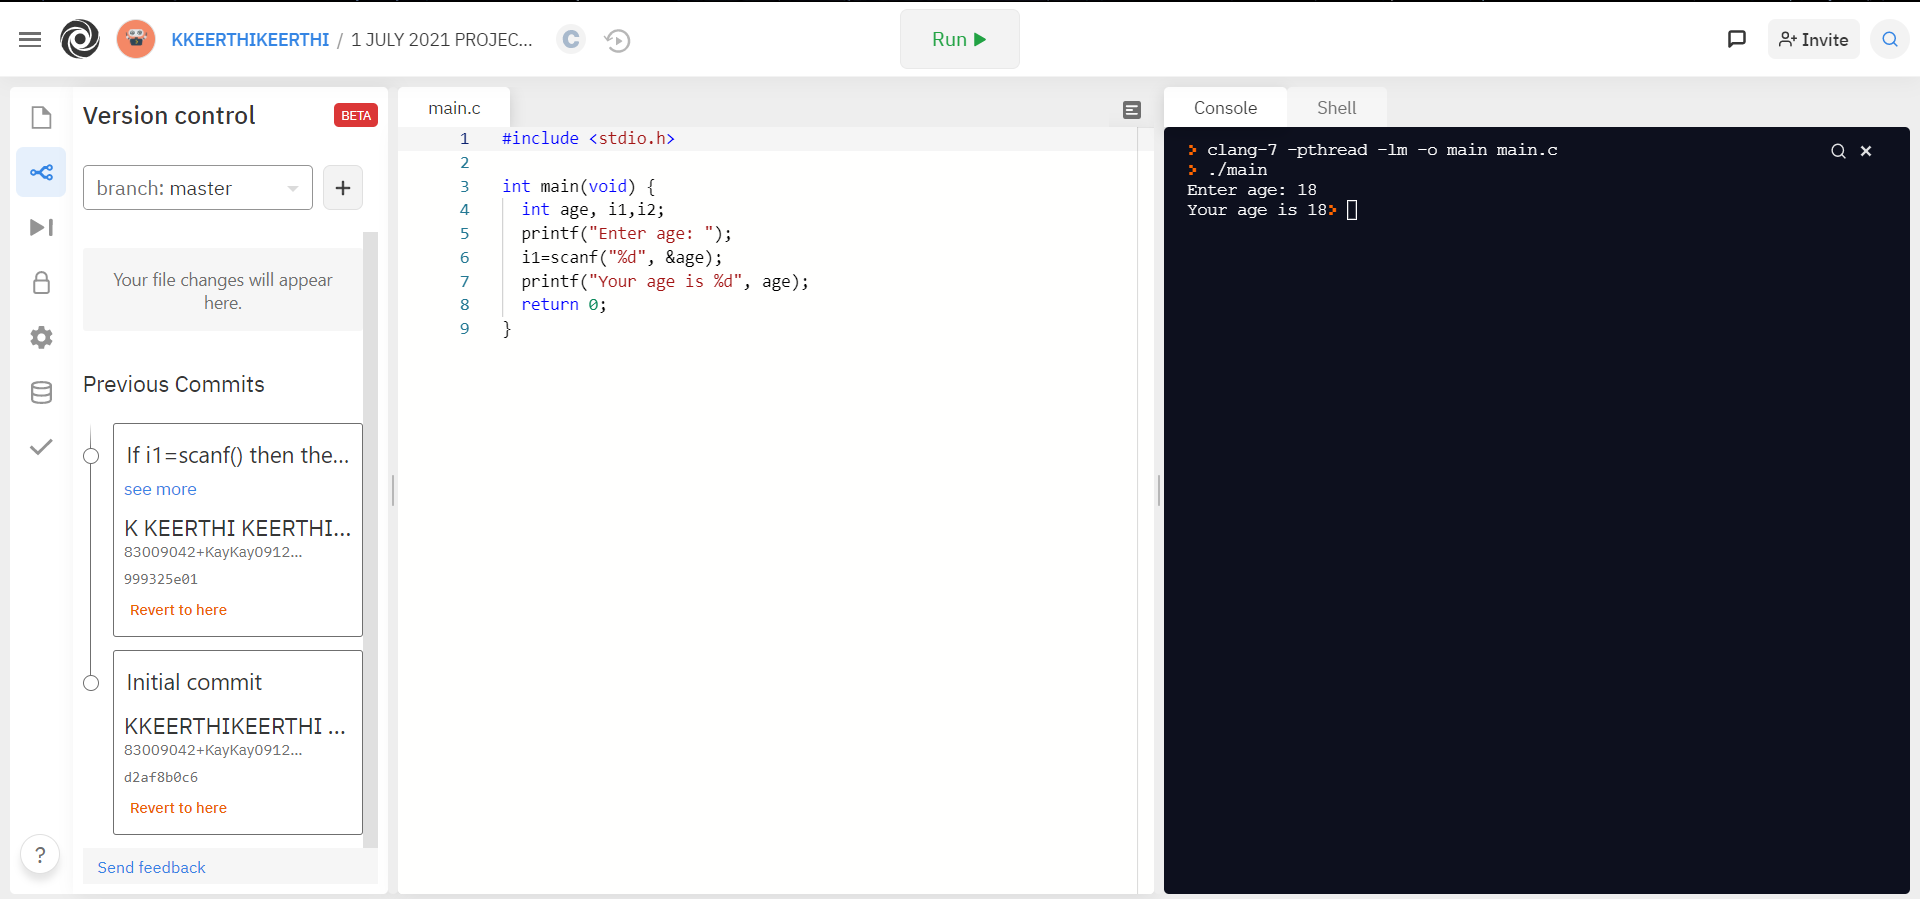 KKEERTHIKEERTHI / 1 JULY 2021 PROJEC...
C
Run
Invite
Version control
BETA
branch: master
+
Your file changes will appear
here.
Previous Commits
If i1=scanf() then the...
see more
K KEERTHI KEERTHI...
83009042+KayKay0912...
999325e01
Revert to here
Initial commit
KKEERTHIKEERTHI ...
83009042+KayKay0912...
d2af8b0c6
Revert to here
?
Send feedback
main.c
1 #include <stdio.h>
2
3 int main(void) {
4   int age, i1,i2;
5   printf("Enter age: ");
6   i1=scanf("%d", &age);
7   printf("Your age is %d", age);
8   return 0;
9 }
Console
Shell
> clang-7 -pthread -lm -o main main.c
> ./main
Enter age: 18
Your age is 18>